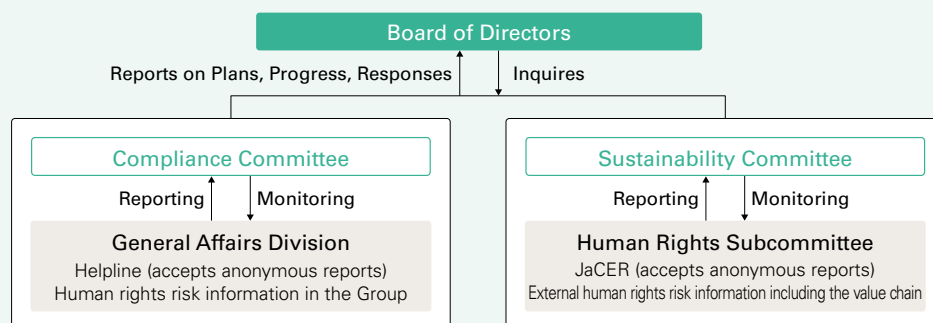 Board of Directors
Reports on Plans, Progress, Responses
Inquires
Compliance Committee
Reporting
Monitoring
General Affairs Division
Helpline (accepts anonymous reports)
Human rights risk information in the Group
Sustainability Committee
Reporting
Monitoring
Human Rights Subcommittee
JaCER (accepts anonymous reports)
External human rights risk information including the value chain